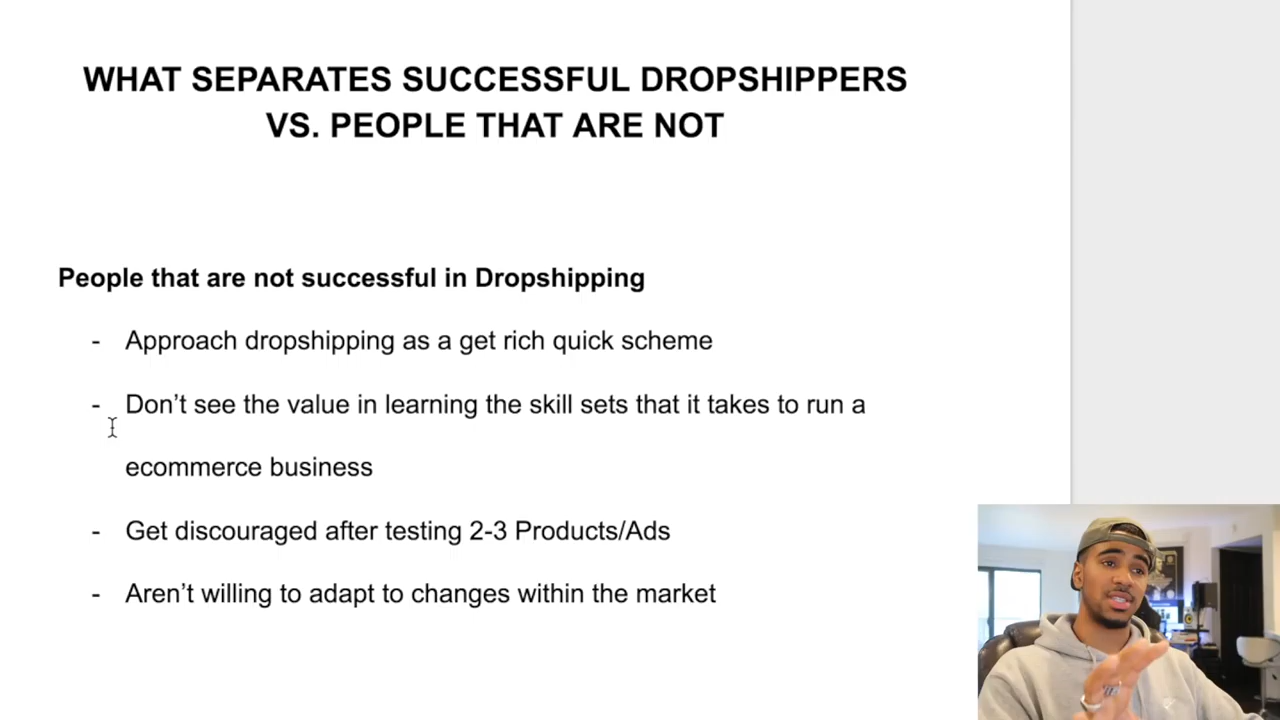 WHAT SEPARATES SUCCESSFUL DROPSHIPPERS
VS. PEOPLE THAT ARE NOT
People that are not successful in Dropshipping
- Approach dropshipping as a get rich quick scheme
- Don’t see the value in learning the skill sets that it takes to run a
ecommerce business
- Get discouraged after testing 2-3 Products/Ads
- Aren’t willing to adapt to changes within the market